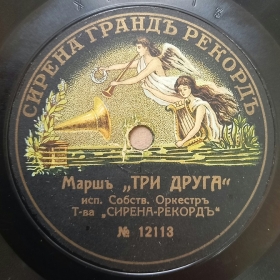 СИРЕНА ГРАНДЪ РЕКОРДЪ
Маршъ „ТРИ ДРУГА“
исп. Собств. Оркестръ
Т-ва „СИРЕНА-РЕКОРДЪ“
№ 12113